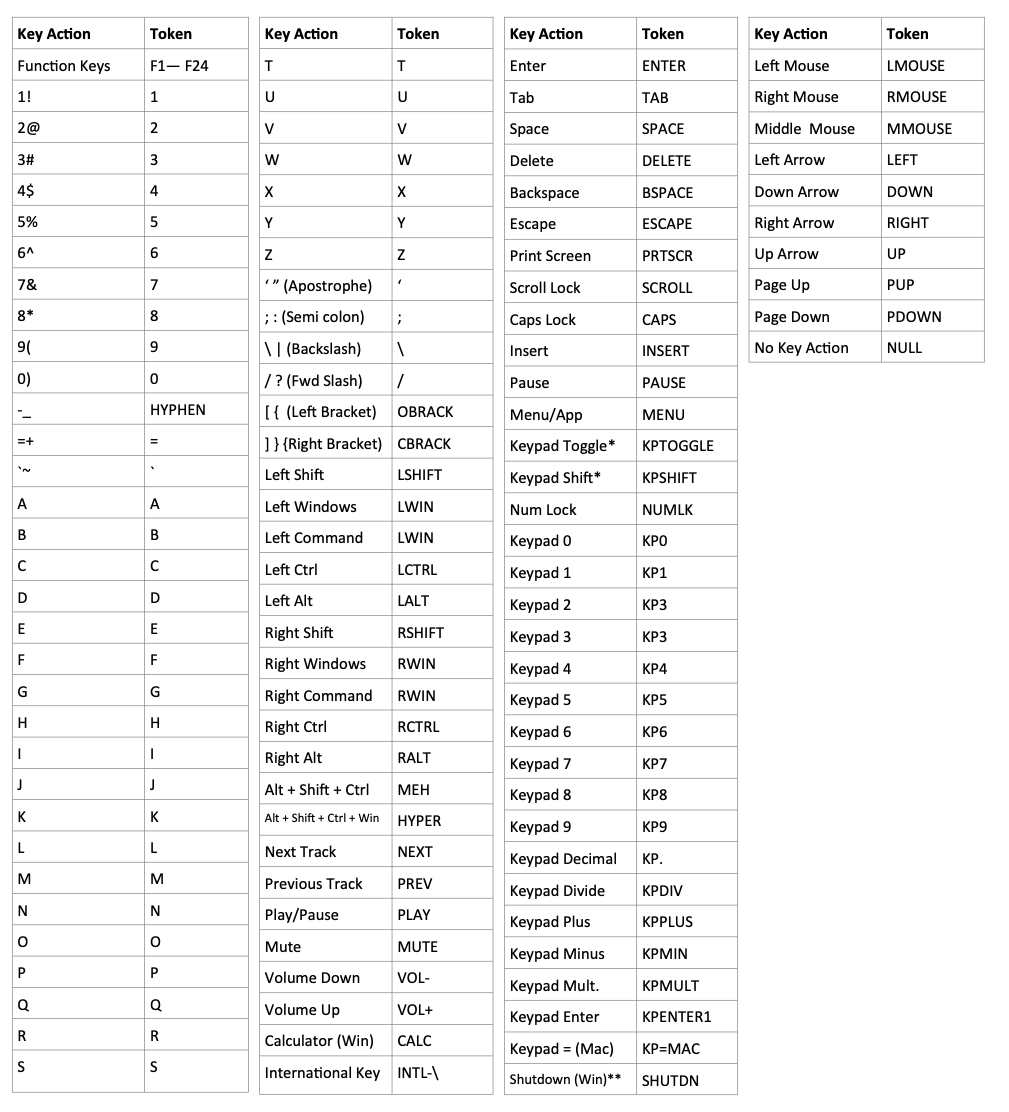 Key Action Token
Function Keys F1— F24
1! 1
2@ 2
3# 3
4$ 4
5% 5
6^ 6
7& 7
8* 8
9( 9
0) 0
-_ HYPHEN
=+ =
`~ `
A A
B B
C C
D D
E E
F F
G G
H H
I I
J J
K K
L L
M M
N N
O O
P P
Q Q
R R
S S
Key Action Token
T T
U U
V V
W W
X X
Y Y
Z Z
‘ ” (Apostrophe) ‘
; : (Semi colon) ;
\ | (Backslash) \
/ ? (Fwd Slash) /
[ { (Left Bracket) OBRACK
] } {Right Bracket) CBRACK
Left Shift LSHIFT
Left Windows LWIN
Left Command LWIN
Left Ctrl LCTRL
Left Alt LALT
Right Shift RSHIFT
Right Windows RWIN
Right Command RWIN
Right Ctrl RCTRL
Right Alt RALT
Alt + Shift + Ctrl MEH
Alt + Shift + Ctrl + Win HYPER
Next Track NEXT
Previous Track PREV
Play/Pause PLAY
Mute MUTE
Volume Down VOL-
Volume Up VOL+
Calculator (Win) CALC
International Key INTL-\
Key Action Token
Enter ENTER
Tab TAB
Space SPACE
Delete DELETE
Backspace BSPACE
Escape ESCAPE
Print Screen PRTSCR
Scroll Lock SCROLL
Caps Lock CAPS
Insert INSERT
Pause PAUSE
Menu/App MENU
Keypad Toggle* KPTOGGLE
Keypad Shift* KPSHIFT
Num Lock NUMLK
Keypad 0 KP0
Keypad 1 KP1
Keypad 2 KP3
Keypad 3 KP3
Keypad 4 KP4
Keypad 5 KP5
Keypad 6 KP6
Keypad 7 KP7
Keypad 8 KP8
Keypad 9 KP9
Keypad Decimal KP.
Keypad Divide KPDIV
Keypad Plus KPPLUS
Keypad Minus KPMIN
Keypad Mult. KPMULT
Keypad Enter KPENTER1
Keypad = (Mac) KP=MAC
Shutdown (Win)** SHUTDN
Key Action Token
Left Mouse LMOUSE
Right Mouse RMOUSE
Middle Mouse MMOUSE
Left Arrow LEFT
Down Arrow DOWN
Right Arrow RIGHT
Up Arrow UP
Page Up PUP
Page Down PDOWN
No Key Action NULL